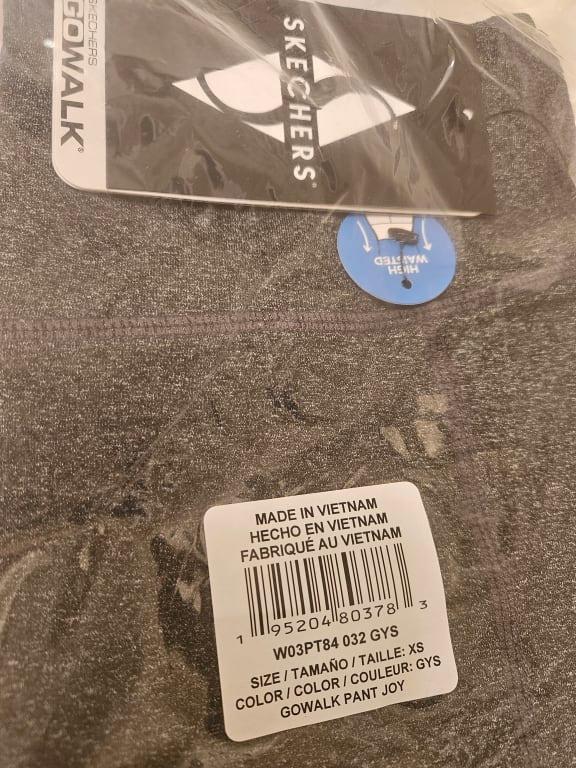 SKECHERS
GOWALK®
SKECHERS®
HIGH
WAISTED
MADE IN VIETNAM
HECHO EN VIETNAM
FABRIQUÉ AU VIETNAM
1 95204 80378 3
W03PT84 032 GYS
SIZE / TAMAÑO / TAILLE: XS
COLOR / COLOR / COULEUR: GYS
GOWALK PANT JOY